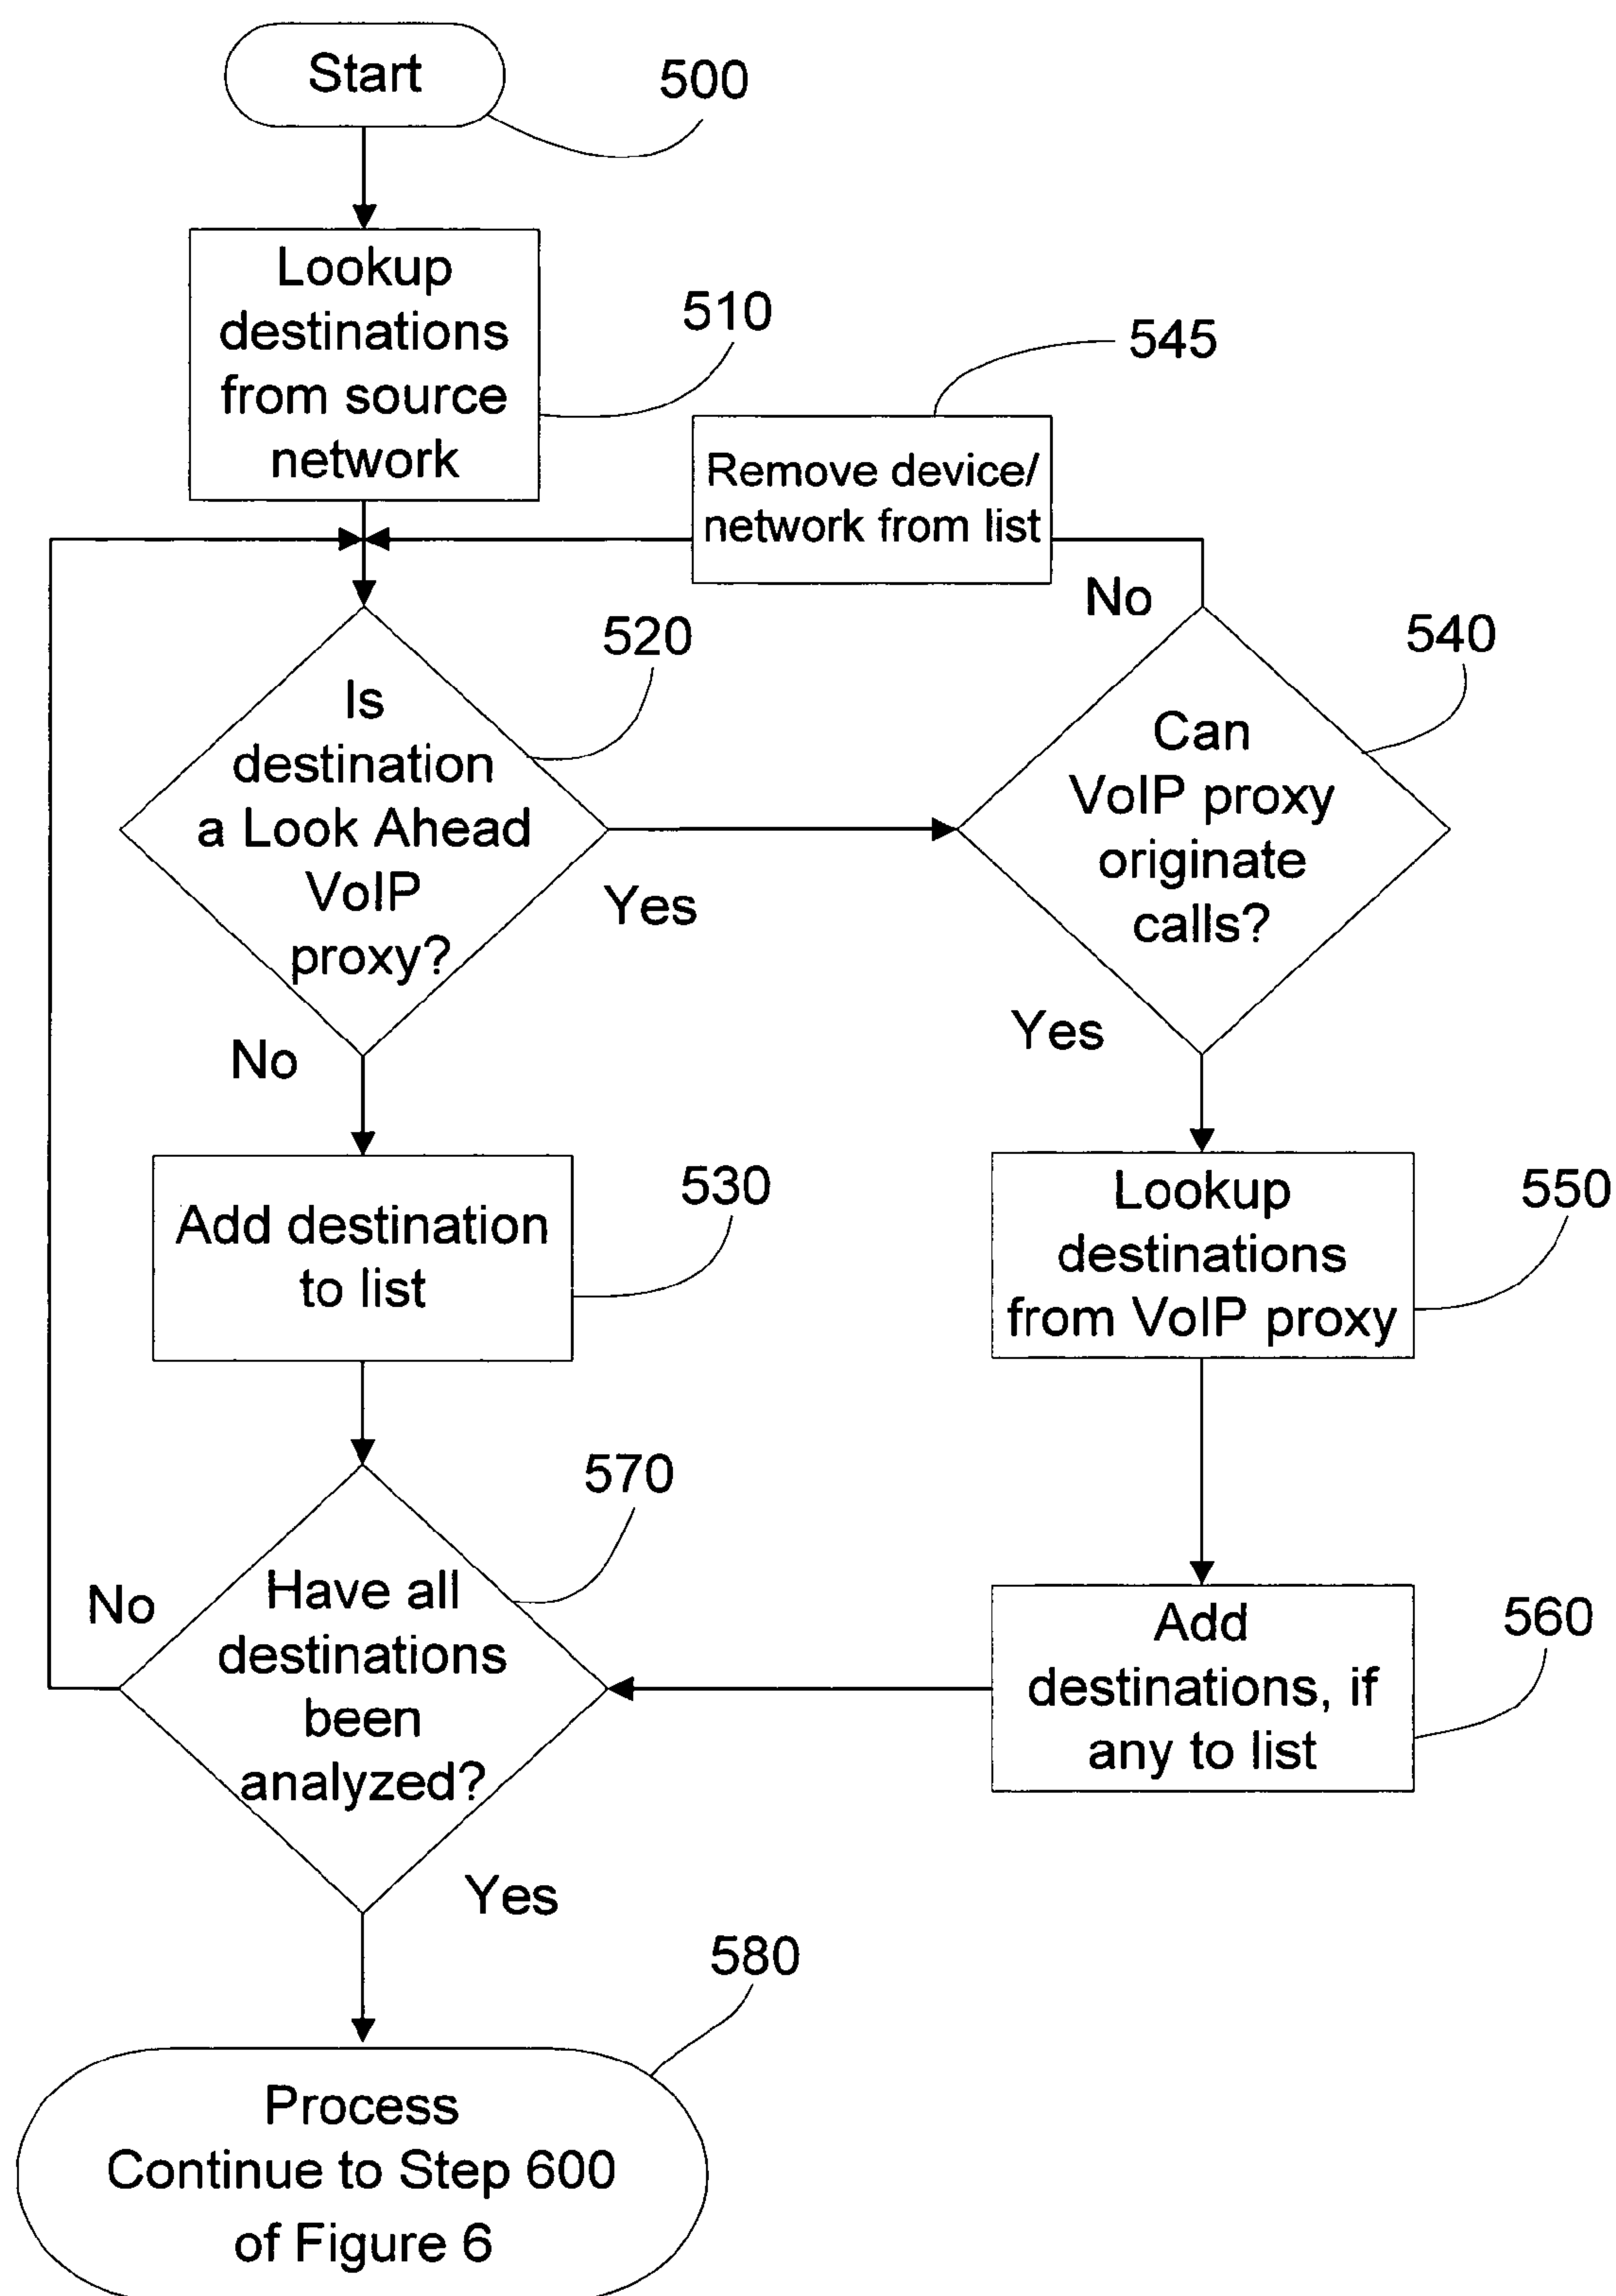 Start
500
Lookup
destinations
from source
network
510
545
Remove device/
network from list
No
520
540
Is
destination
a Look Ahead
VoIP
proxy?
Yes
Can
VoIP proxy
originate
calls?
No
Yes
Add destination
to list
530
Lookup
destinations
from VoIP proxy
550
570
No
Have all
destinations
been
analyzed?
Add
destinations, if
any to list
560
Yes
580
Process
Continue to Step 600
of Figure 6